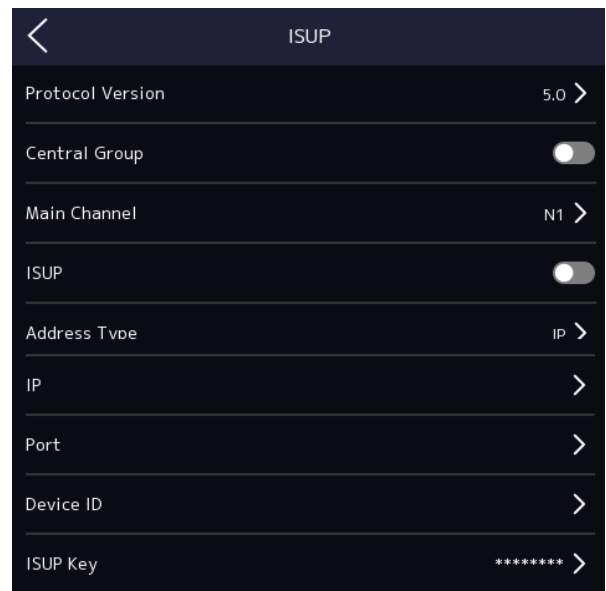 ISUP
Protocol Version 5.0
Central Group
Main Channel N1
ISUP
Address Type IP
IP
Port
Device ID
ISUP Key ********